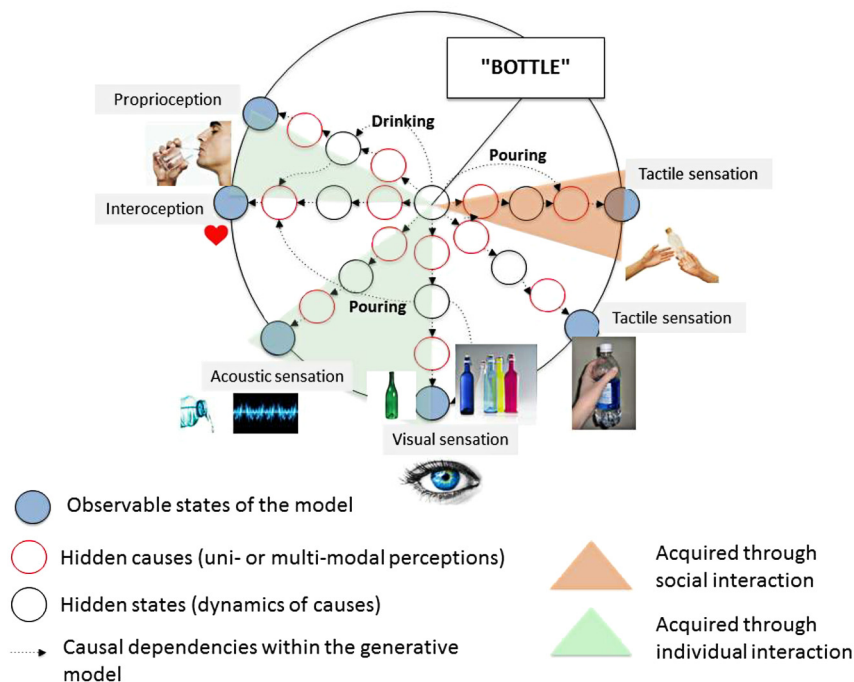 "BOTTLE"
Proprioception
Drinking
Pouring
Tactile sensation
Interoception
Pouring
Tactile sensation
Acoustic sensation
Visual sensation
Observable states of the model
Hidden causes (uni- or multi-modal perceptions)
Hidden states (dynamics of causes)
Causal dependencies within the generative
model
Acquired through
social interaction
Acquired through
individual interaction